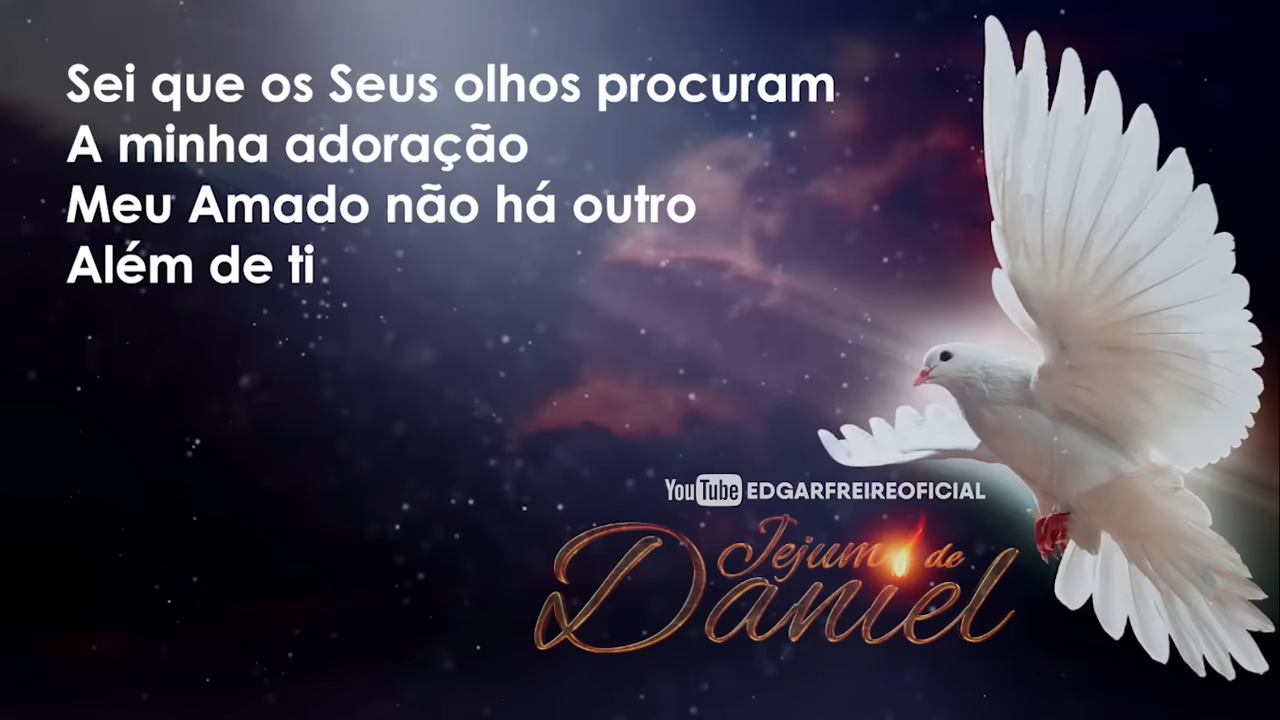 Sei que os Seus olhos procuram
A minha adoração
Meu Amado não há outro
Além de ti
YouTube EDGARFREIREOFICIAL
Jejum de
Daniel